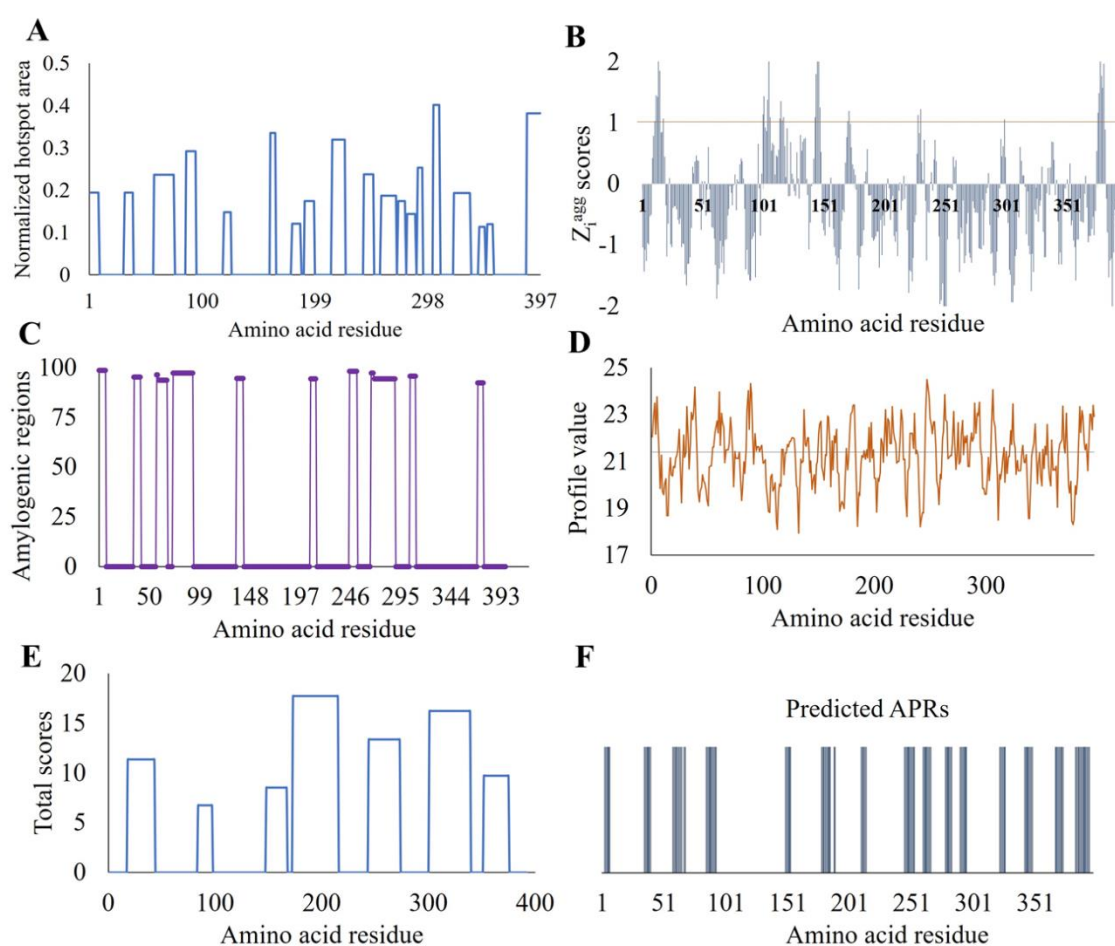 A
Normalized hotspot area
0.5
0.4
0.3
0.2
0.1
0
1 100 199 298 397
Amino acid residue
B
Zᵢᵃᵍᵍ scores
2
1
0
-1
-2
1 51 101 151 201 251 301 351
Amino acid residue
C
Amylogenic regions
100
75
50
25
0
1 50 99 148 197 246 295 344 393
Amino acid residue
D
Profile value
25
23
21
19
17
0 100 200 300
Amino acid residue
E
Total scores
20
15
10
5
0
0 100 200 300 400
Amino acid residue
F
Predicted APRs
1 51 101 151 201 251 301 351
Amino acid residue